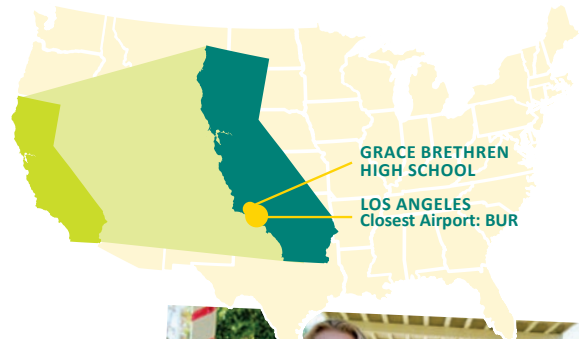 GRACE BRETHREN
HIGH SCHOOL
LOS ANGELES
Closest Airport: BUR